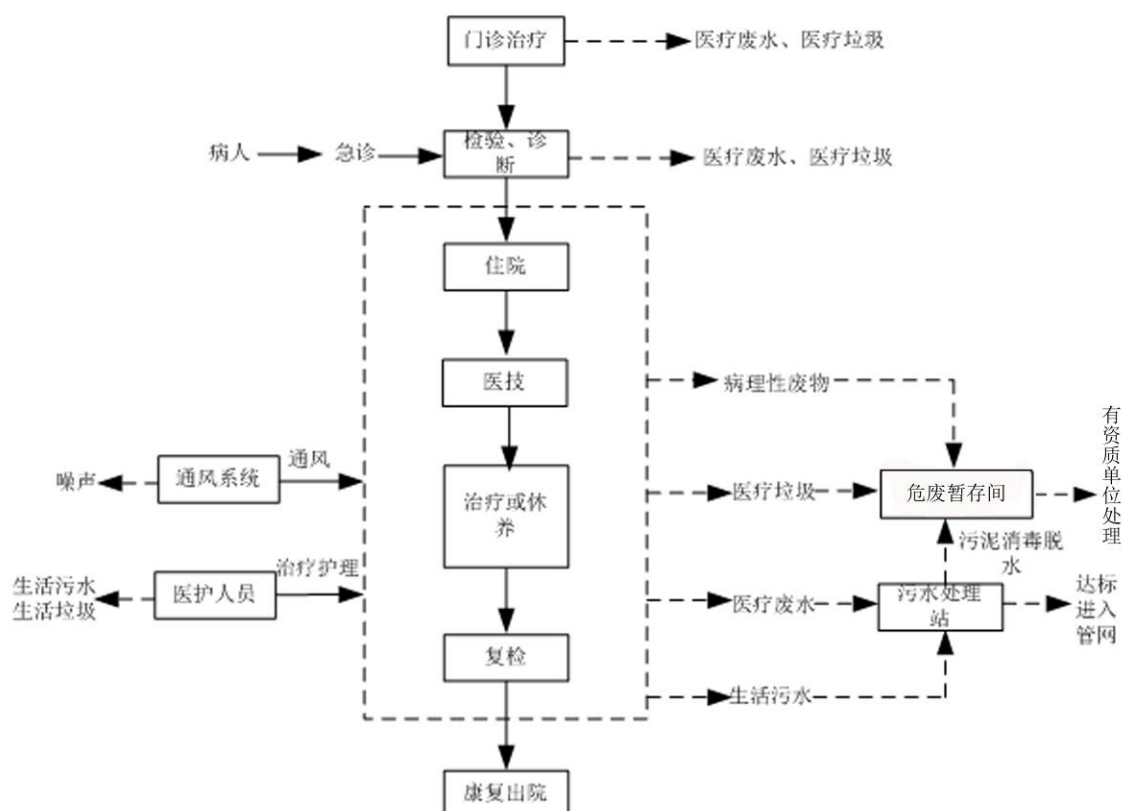 门诊治疗
医疗废水、医疗垃圾
病人
急诊
检验、诊
断
医疗废水、医疗垃圾
住院
医技
病理性废物
有资质单位处理
噪声
通风系统
通风
治疗或休
养
医疗垃圾
危废暂存间
污泥消毒脱
水
生活污水
生活垃圾
医护人员
治疗护理
医疗废水
污水处理
站
达标
进入
管网
复检
生活污水
康复出院